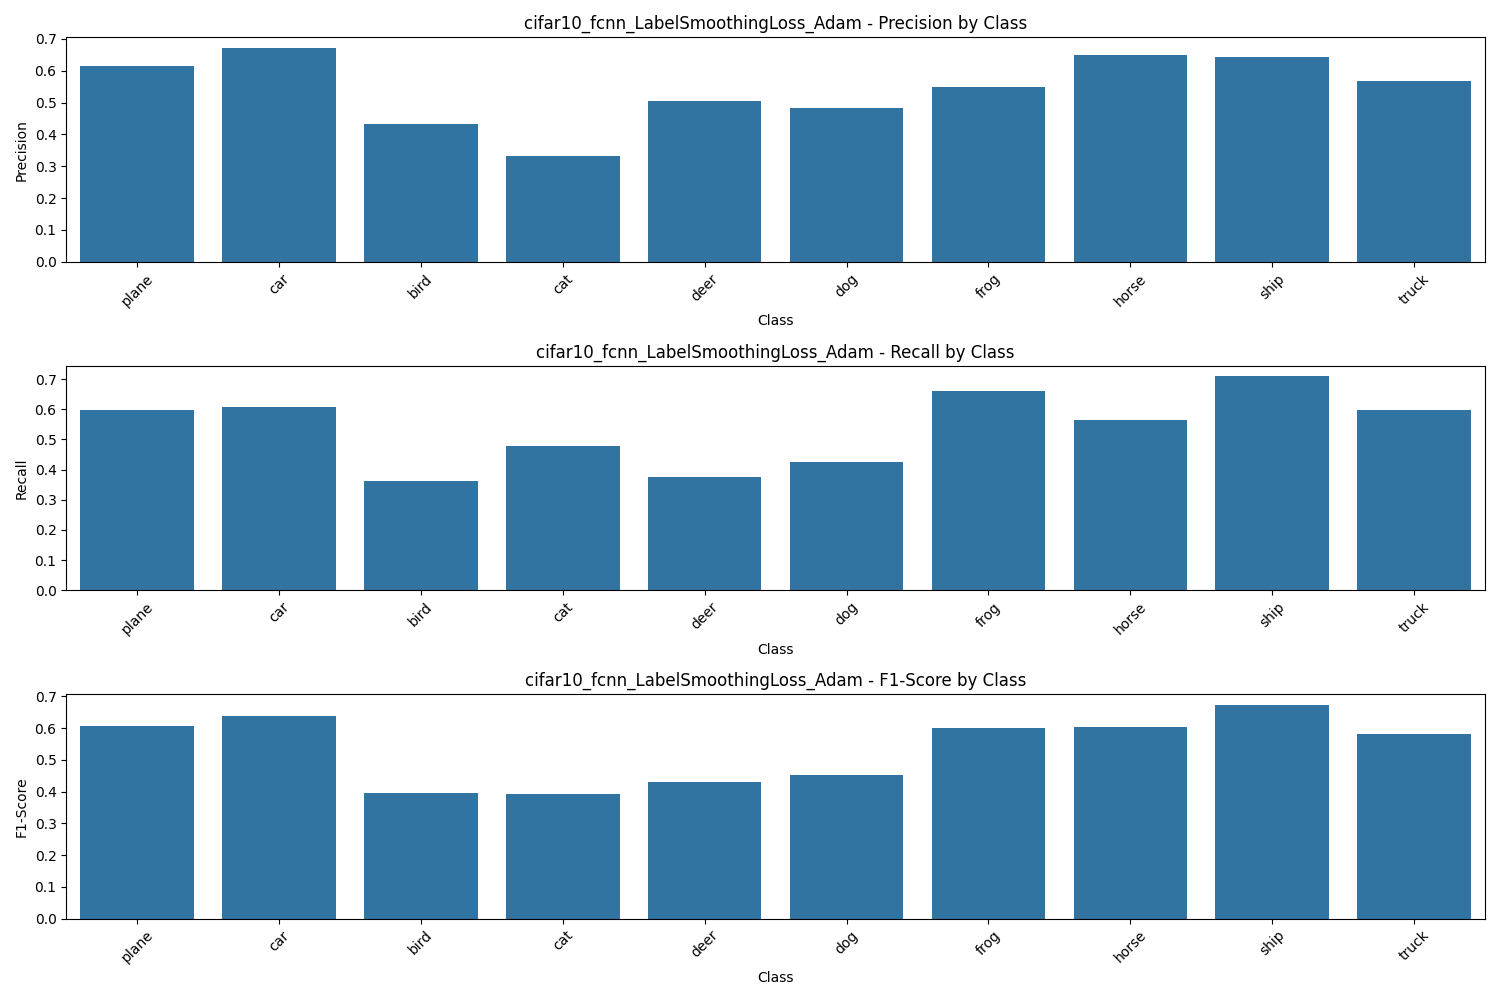 cifar10_fcnn_LabelSmoothingLoss_Adam - Precision by Class
0.7
0.6
0.5
0.4
0.3
0.2
0.1
0.0
Precision
plane car bird cat deer dog frog horse ship truck
Class
cifar10_fcnn_LabelSmoothingLoss_Adam - Recall by Class
0.7
0.6
0.5
0.4
0.3
0.2
0.1
0.0
Recall
plane car bird cat deer dog frog horse ship truck
Class
cifar10_fcnn_LabelSmoothingLoss_Adam - F1-Score by Class
0.7
0.6
0.5
0.4
0.3
0.2
0.1
0.0
F1-Score
plane car bird cat deer dog frog horse ship truck
Class